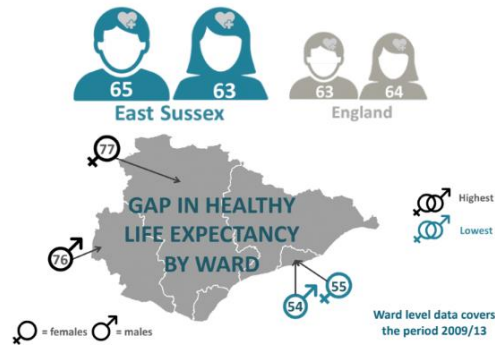 65
63
East Sussex
63
64
England
77
GAP IN HEALTHY
LIFE EXPECTANCY
BY WARD
76
Highest
Lowest
55
54
= females
= males
Ward level data covers
the period 2009/13